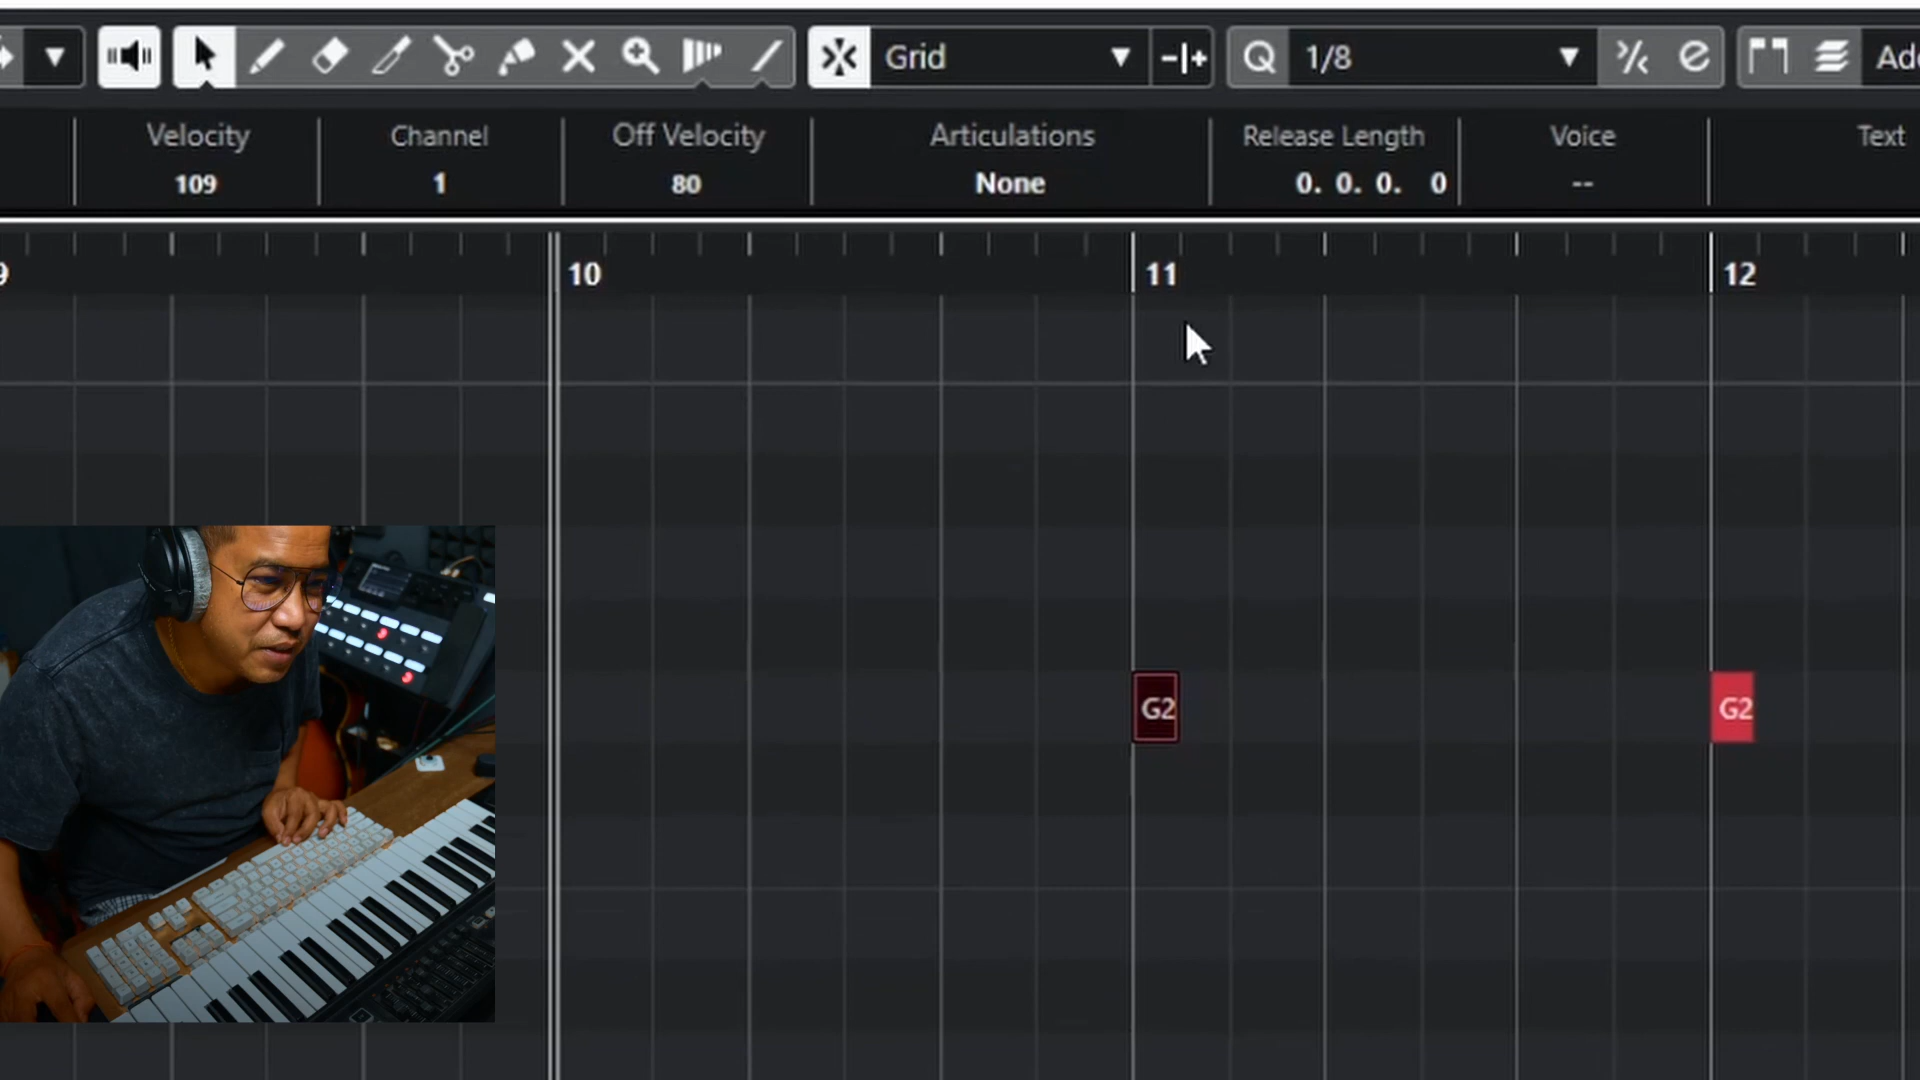 Grid 1/8
Velocity Channel Off Velocity Articulations Release Length Voice Text
109 1 80 None 0. 0. 0. 0 --
9 10 11 12
G2 G2